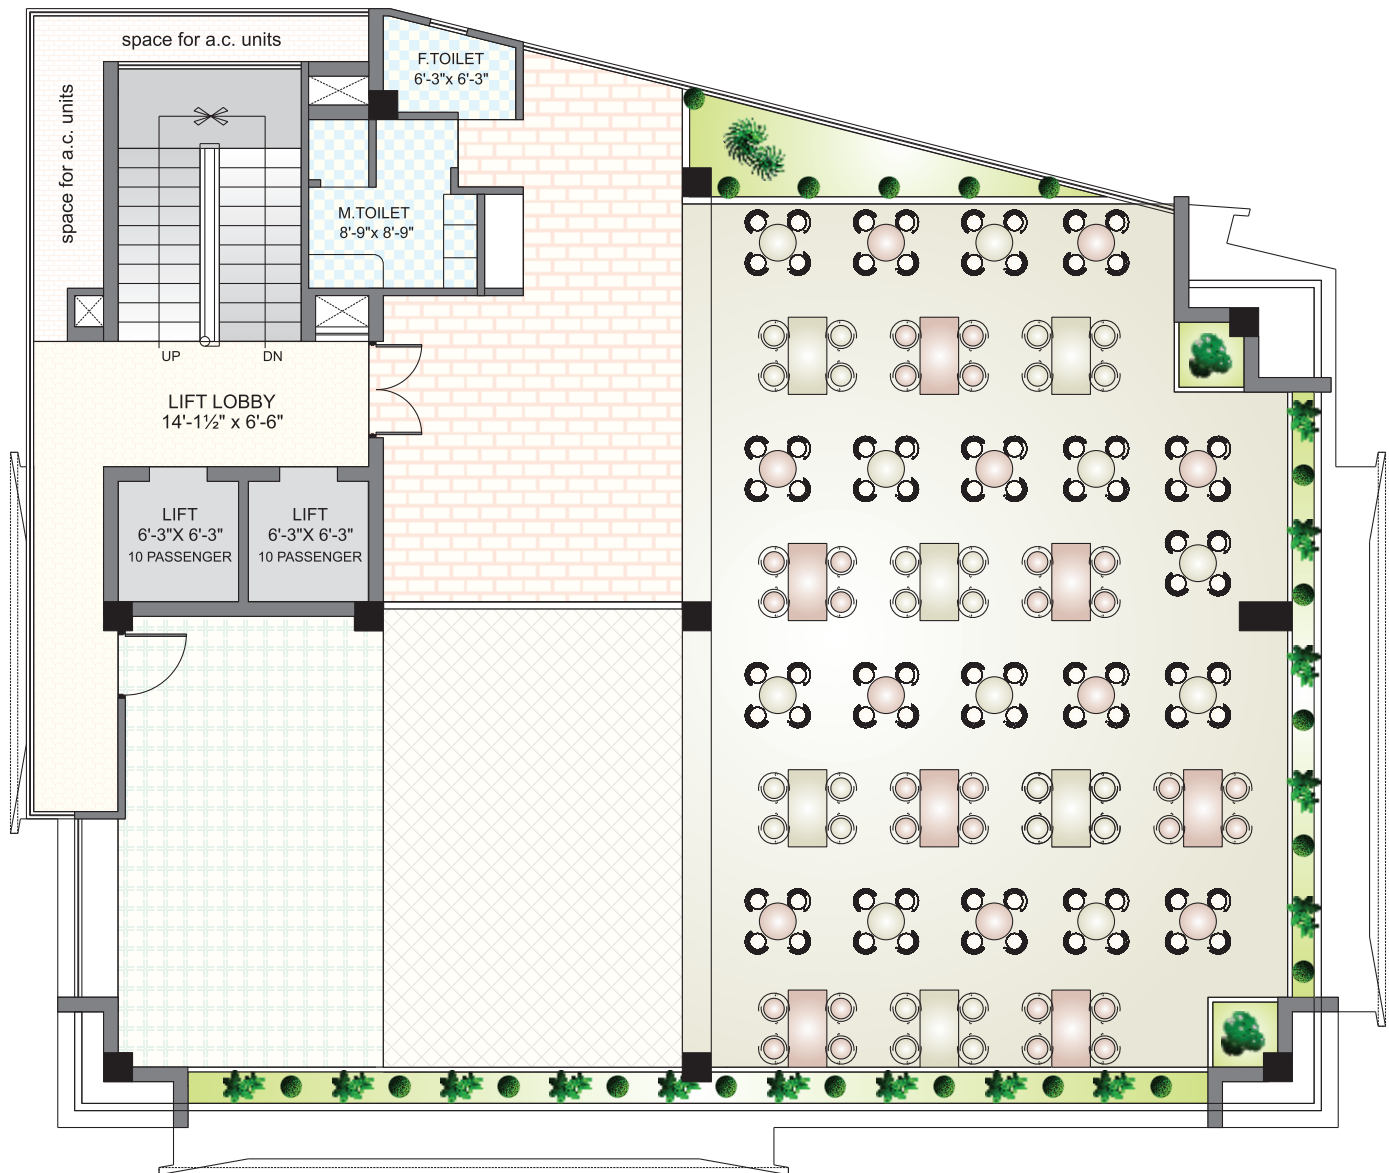 space for a.c. units
space for a.c. units
F.TOILET
6'-3"x 6'-3"
M.TOILET
8'-9"x 8'-9"
UP
DN
LIFT LOBBY
14'-1½" x 6'-6"
LIFT
6'-3"X 6'-3"
10 PASSENGER
LIFT
6'-3"X 6'-3"
10 PASSENGER